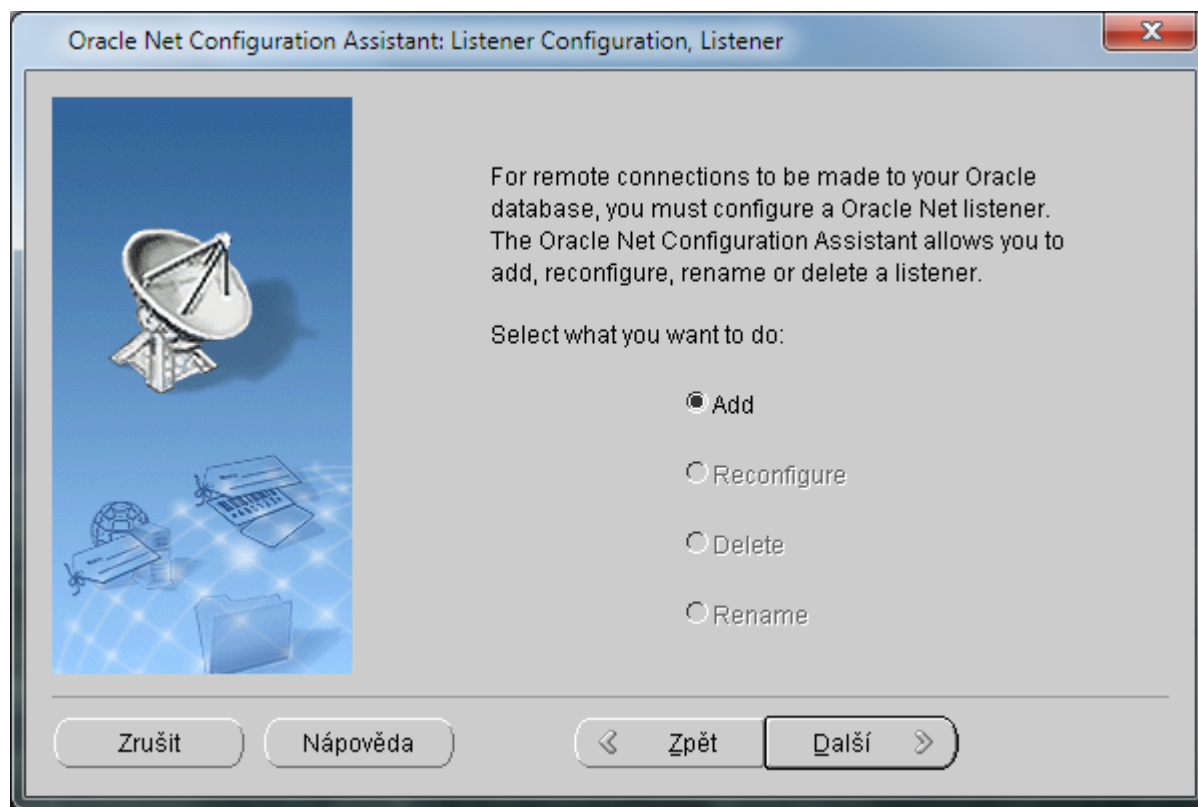 Oracle Net Configuration Assistant: Listener Configuration, Listener
For remote connections to be made to your Oracle
database, you must configure a Oracle Net listener.
The Oracle Net Configuration Assistant allows you to
add, reconfigure, rename or delete a listener.
Select what you want to do:
Add
Reconfigure
Delete
Rename
Zrušit
Nápověda
Zpět
Další